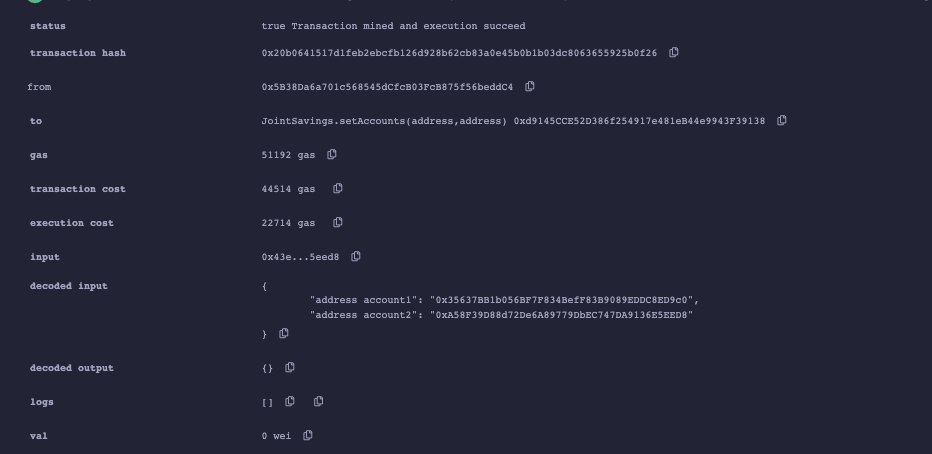 status true Transaction mined and execution succeed
transaction hash 0x20b0641517d1feb2ebcfb126d928b62cb83a0e45b0b1b03dc8063655925b0f26
from 0x5B38Da6a701c568545dCfcB03FcB875f56beddC4
to JointSavings.setAccounts(address,address) 0xd9145CCE52D386f254917e481eB44e9943F39138
gas 51192 gas
transaction cost 44514 gas
execution cost 22714 gas
input 0x43e...5eed8
decoded input {
"address account1": "0x35637BB1b056BF7F834BefF83B9089EDDC8ED9c0",
"address account2": "0xA58F39D88d72De6A89779DbEC747DA9136E5EED8"
}
decoded output {}
logs []
val 0 wei